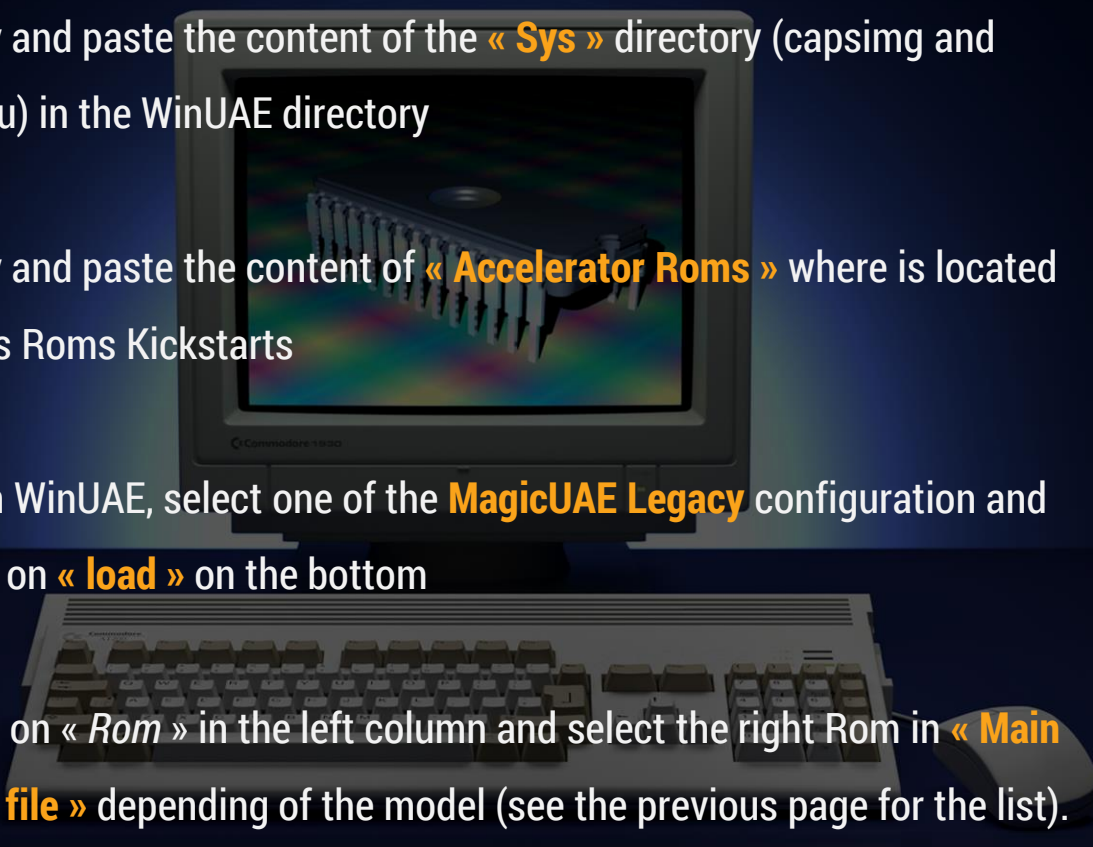 y and paste the content of the « Sys » directory (capsimg and
u) in the WinUAE directory
y and paste the content of « Accelerator Roms » where is located
s Roms Kickstarts
Commodore 1930
n WinUAE, select one of the MagicUAE Legacy configuration and
on « load » on the bottom
Commodore
on « Rom » in the left column and select the right Rom in « Main
file » depending of the model (see the previous page for the list).